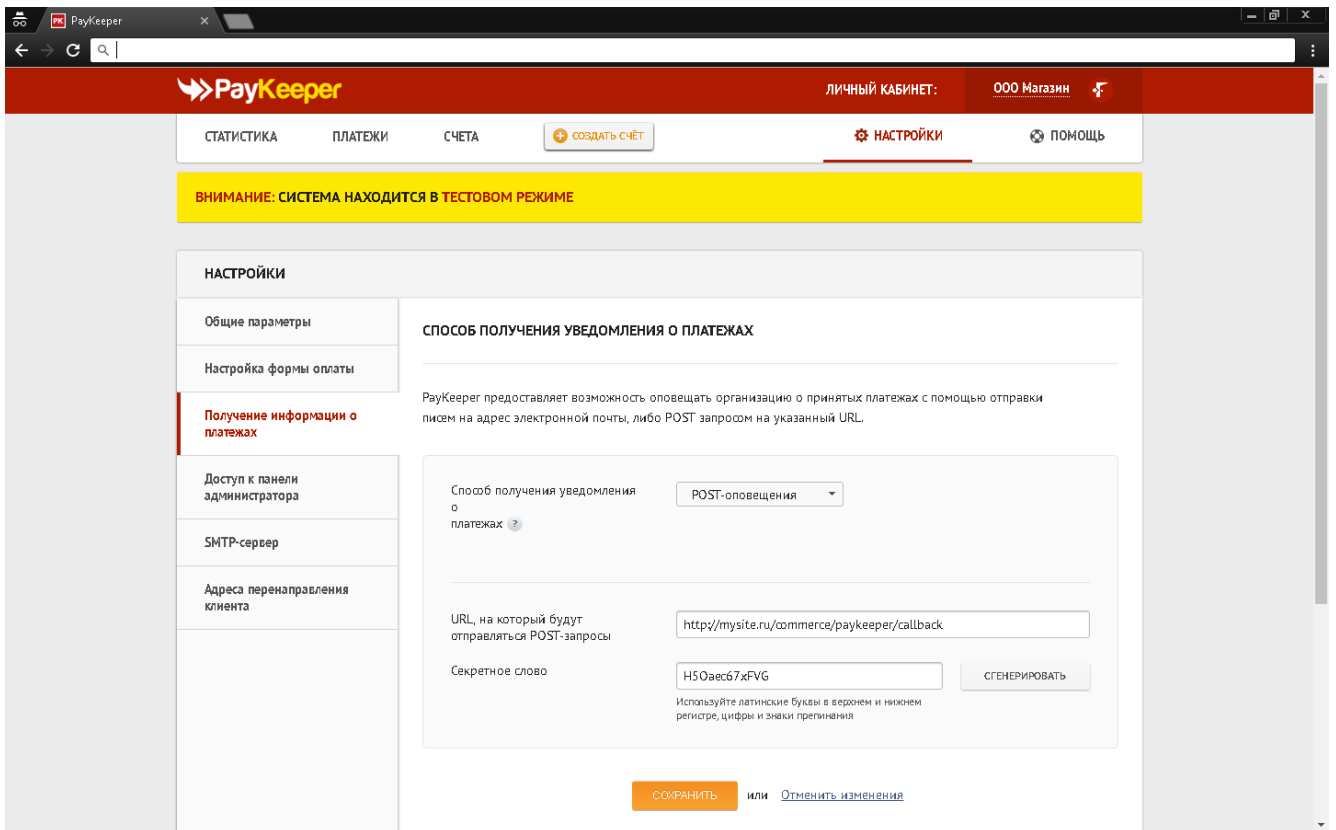 PayKeeper
PayKeeper
ЛИЧНЫЙ КАБИНЕТ:
ООО Магазин
СТАТИСТИКА
ПЛАТЕЖИ
СЧЕТА
СОЗДАТЬ СЧЁТ
НАСТРОЙКИ
ПОМОЩЬ
ВНИМАНИЕ: СИСТЕМА НАХОДИТСЯ В ТЕСТОВОМ РЕЖИМЕ
НАСТРОЙКИ
Общие параметры
Настройка формы оплаты
Получение информации о
платежах
Доступ к панели
администратора
SMTP-сервер
Адреса перенаправления
клиента
СПОСОБ ПОЛУЧЕНИЯ УВЕДОМЛЕНИЯ О ПЛАТЕЖАХ
PayKeeper предоставляет возможность оповещать организацию о принятых платежах с помощью отправки
писем на адрес электронной почты, либо POST запросом на указанный URL.
Способ получения уведомления
о
платежах ?
POST-оповещения
URL, на который будут
отправляться POST-запросы
http://mysite.ru/commerce/paykeeper/callback
Секретное слово
H5Oaec67xFVG
СГЕНЕРИРОВАТЬ
Используйте латинские буквы в верхнем и нижнем
регистре, цифры и знаки препинания
СОХРАНИТЬ
или
Отменить изменения